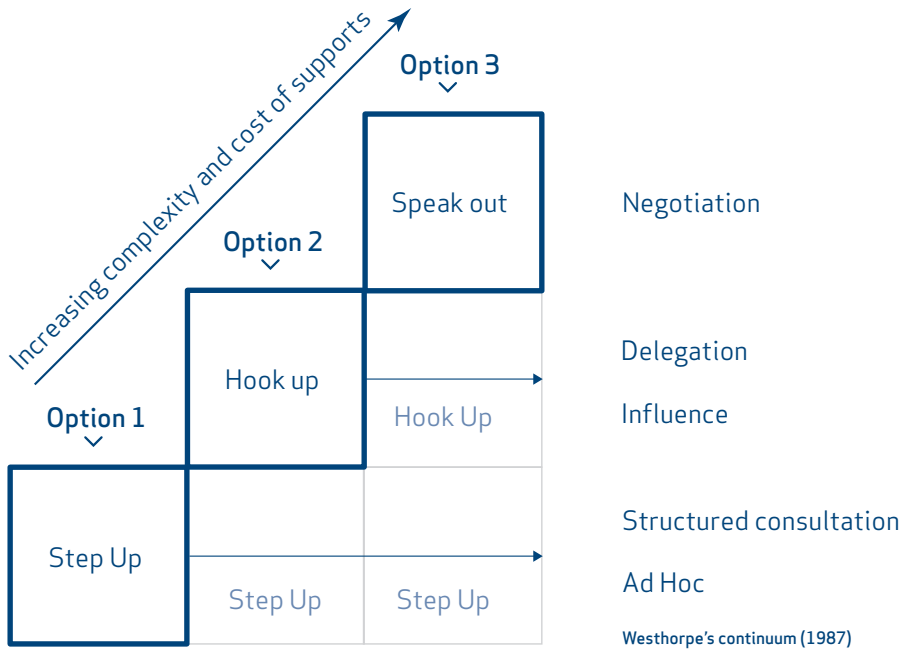 Increasing complexity and cost of supports
Option 3
Speak out
Negotiation
Option 2
Hook up
Delegation
Hook Up
Influence
Option 1
Step Up
Structured consultation
Step Up
Step Up
Ad Hoc
Westhorpe's continuum (1987)